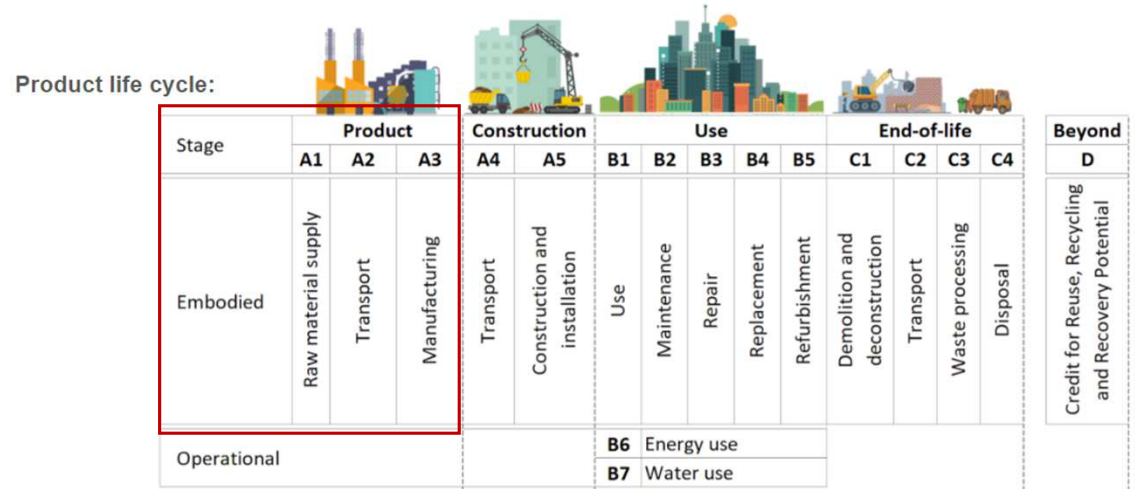 Product life cycle:
Stage
Product
Construction
Use
End-of-life
Beyond
A1 A2 A3 A4 A5 B1 B2 B3 B4 B5 C1 C2 C3 C4 D
Embodied
Raw material supply
Transport
Manufacturing
Transport
Construction and
installation
Use
Maintenance
Repair
Replacement
Refurbishment
Demolition and
deconstruction
Transport
Waste processing
Disposal
Credit for Reuse, Recycling
and Recovery Potential
Operational
B6 Energy use
B7 Water use